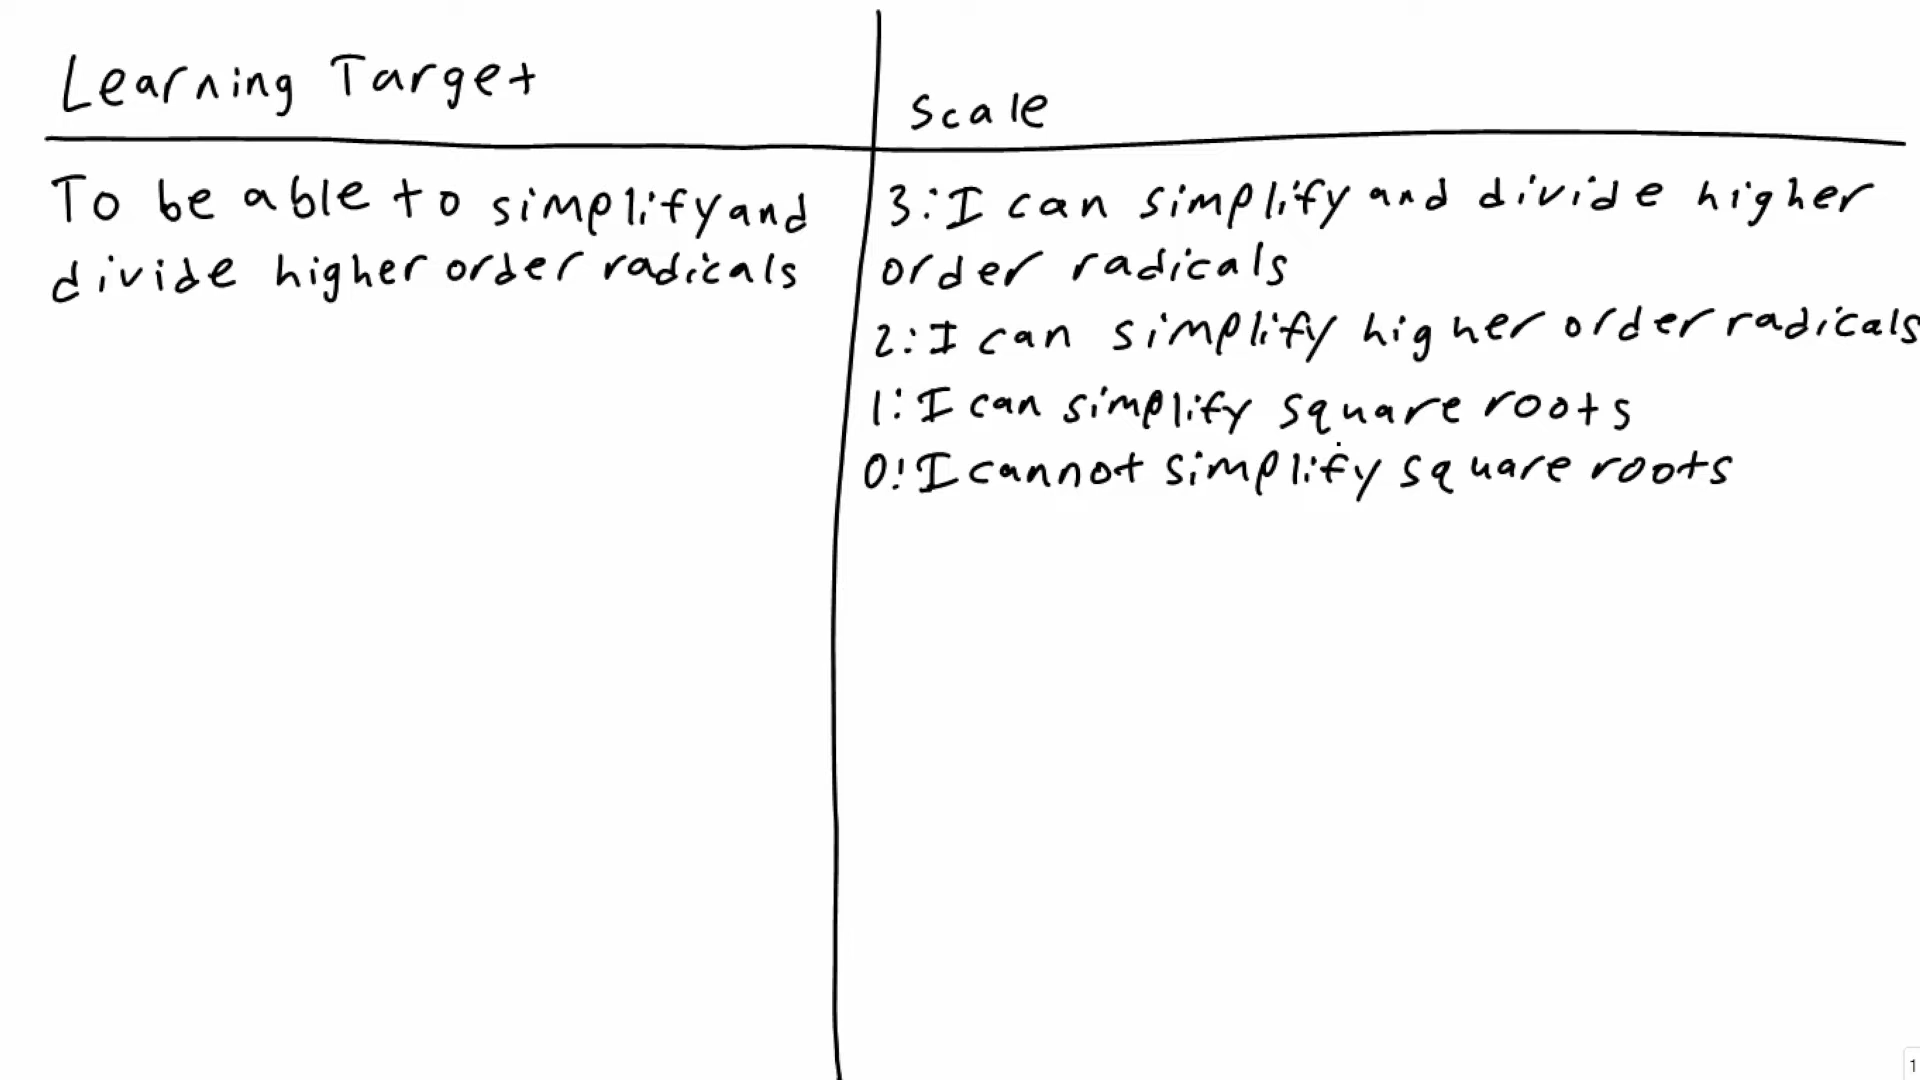 Learning Target
Scale
To be able to simplify and
divide higher order radicals
3: I can simplify and divide higher
order radicals
2: I can simplify higher order radicals
1: I can simplify square roots
0: I cannot simplify square roots
1